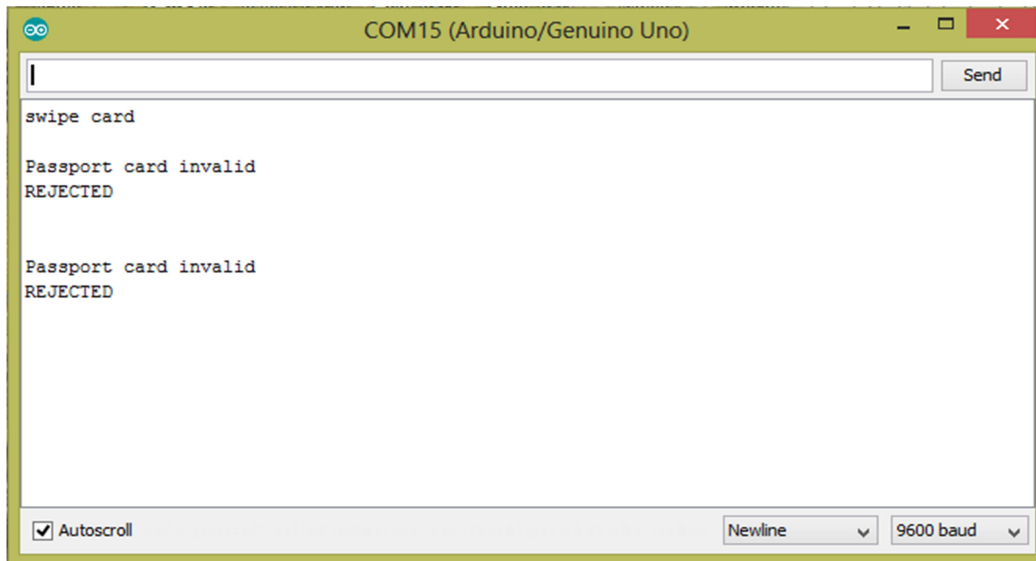 COM15 (Arduino/Genuino Uno)
Send
swipe card
Passport card invalid
REJECTED
Passport card invalid
REJECTED
Autoscroll
Newline
9600 baud